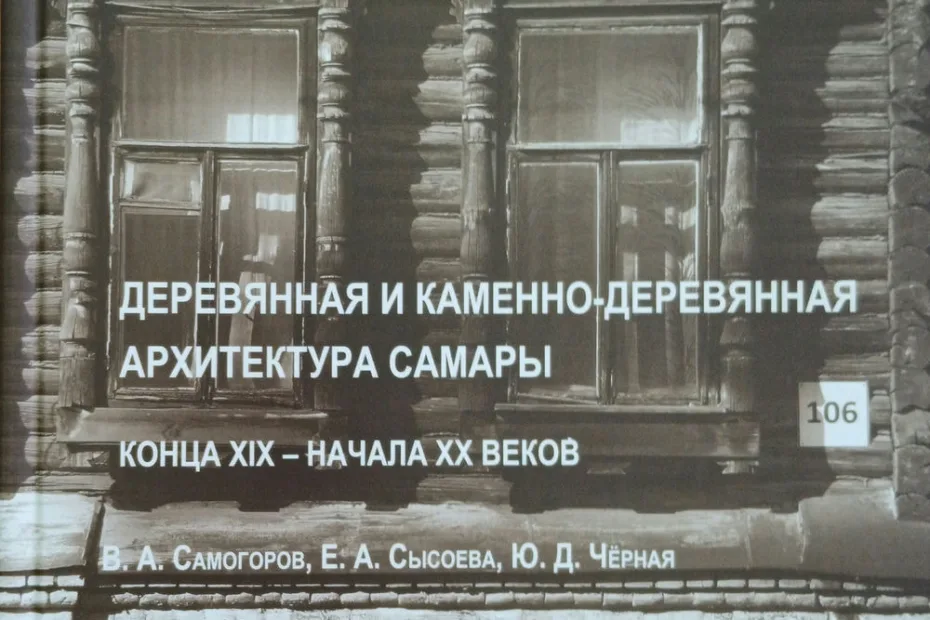 ДЕРЕВЯННАЯ И КАМЕННО-ДЕРЕВЯННАЯ
АРХИТЕКТУРА САМАРЫ
106
КОНЦА XIX – НАЧАЛА XX ВЕКОВ
В. А. Самогоров, Е. А. Сысоева, Ю. Д. Чёрная